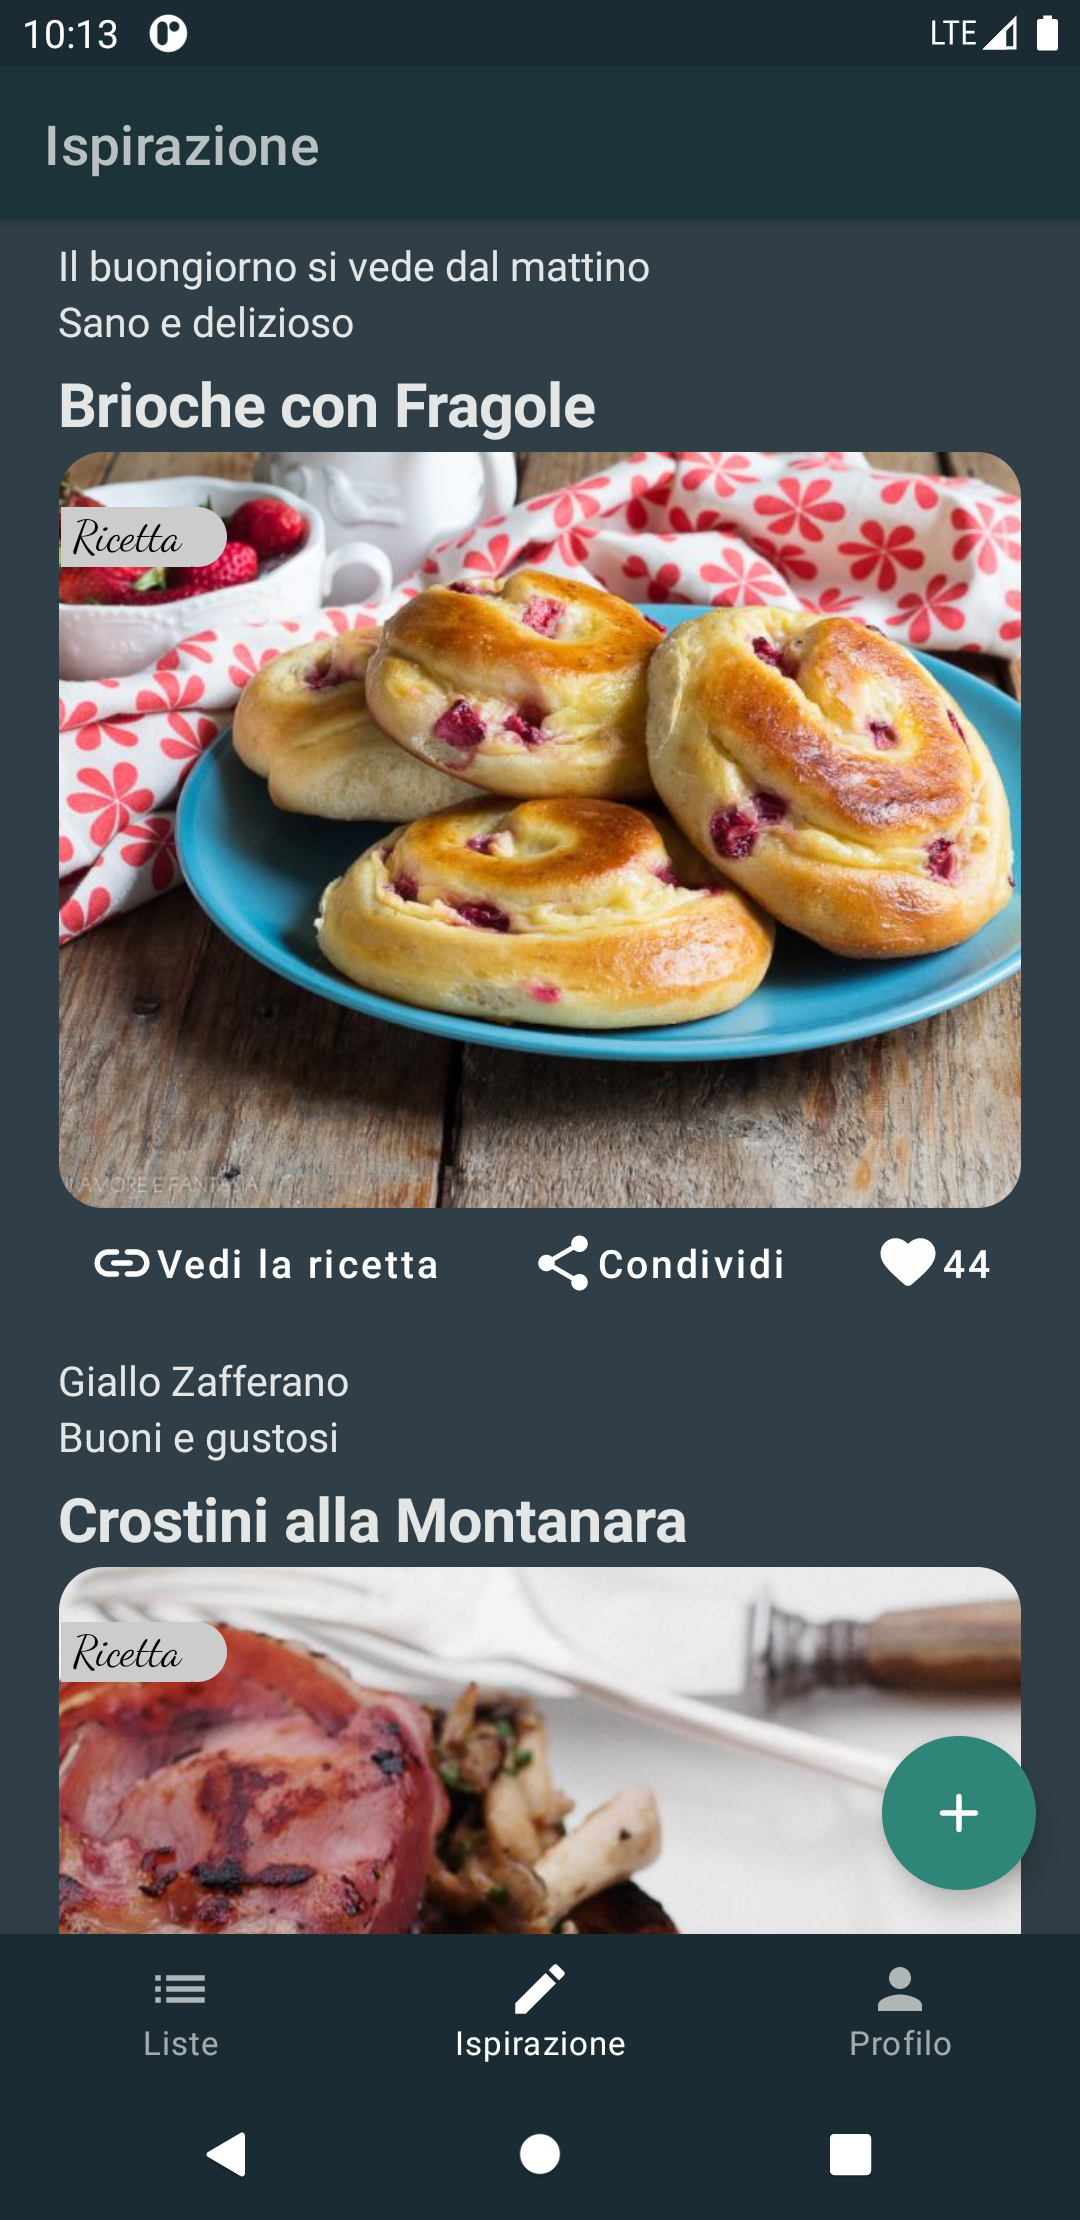 10:13
LTE
Ispirazione
Il buongiorno si vede dal mattino
Sano e delizioso
Brioche con Fragole
Ricetta
AMORE E FANTASIA
Vedi la ricetta
Condividi
44
Giallo Zafferano
Buoni e gustosi
Crostini alla Montanara
Ricetta
Liste
Ispirazione
Profilo